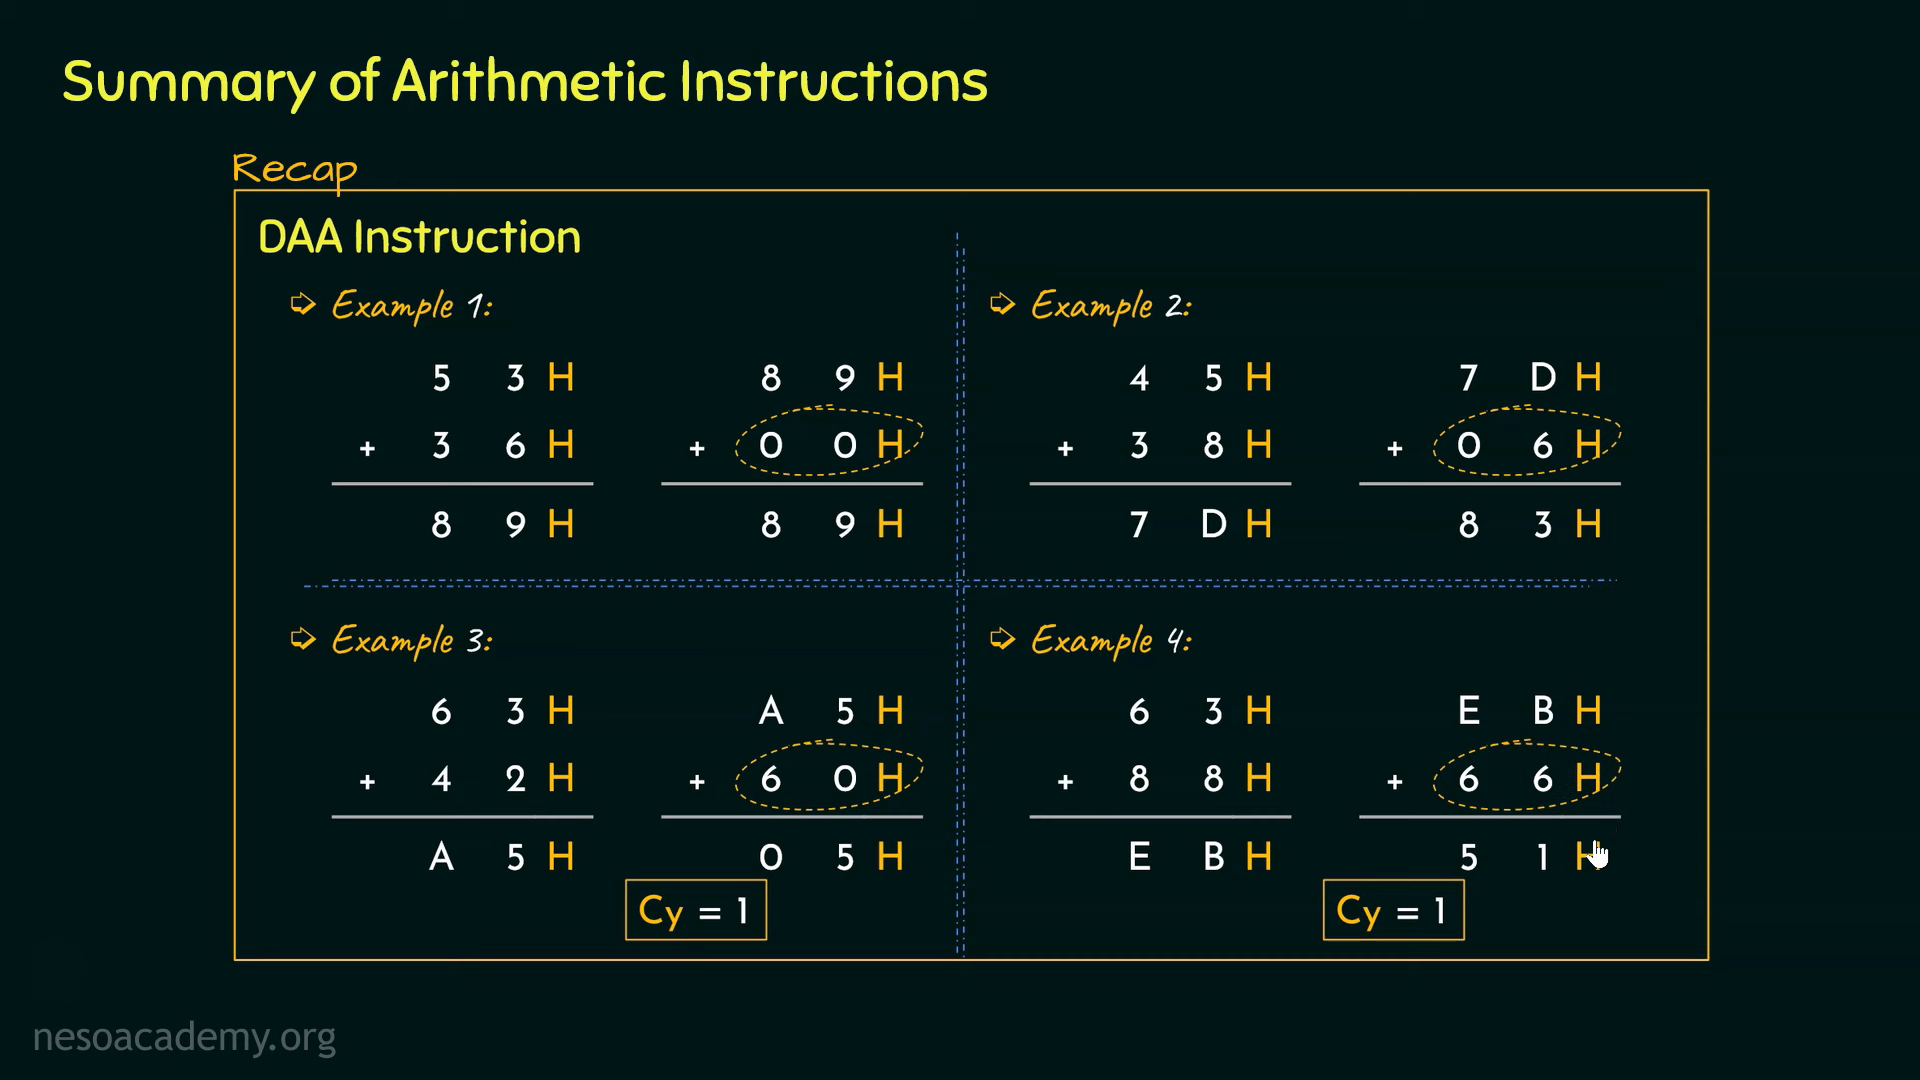 Summary of Arithmetic Instructions
Recap
DAA Instruction
➩ Example 1:
5 3 H
+ 3 6 H
8 9 H
8 9 H
+ 0 0 H
8 9 H
➩ Example 2:
4 5 H
+ 3 8 H
7 D H
7 D H
+ 0 6 H
8 3 H
➩ Example 3:
6 3 H
+ 4 2 H
A 5 H
A 5 H
+ 6 0 H
0 5 H
Cy = 1
➩ Example 4:
6 3 H
+ 8 8 H
E B H
E B H
+ 6 6 H
5 1 H
Cy = 1
nesoacademy.org